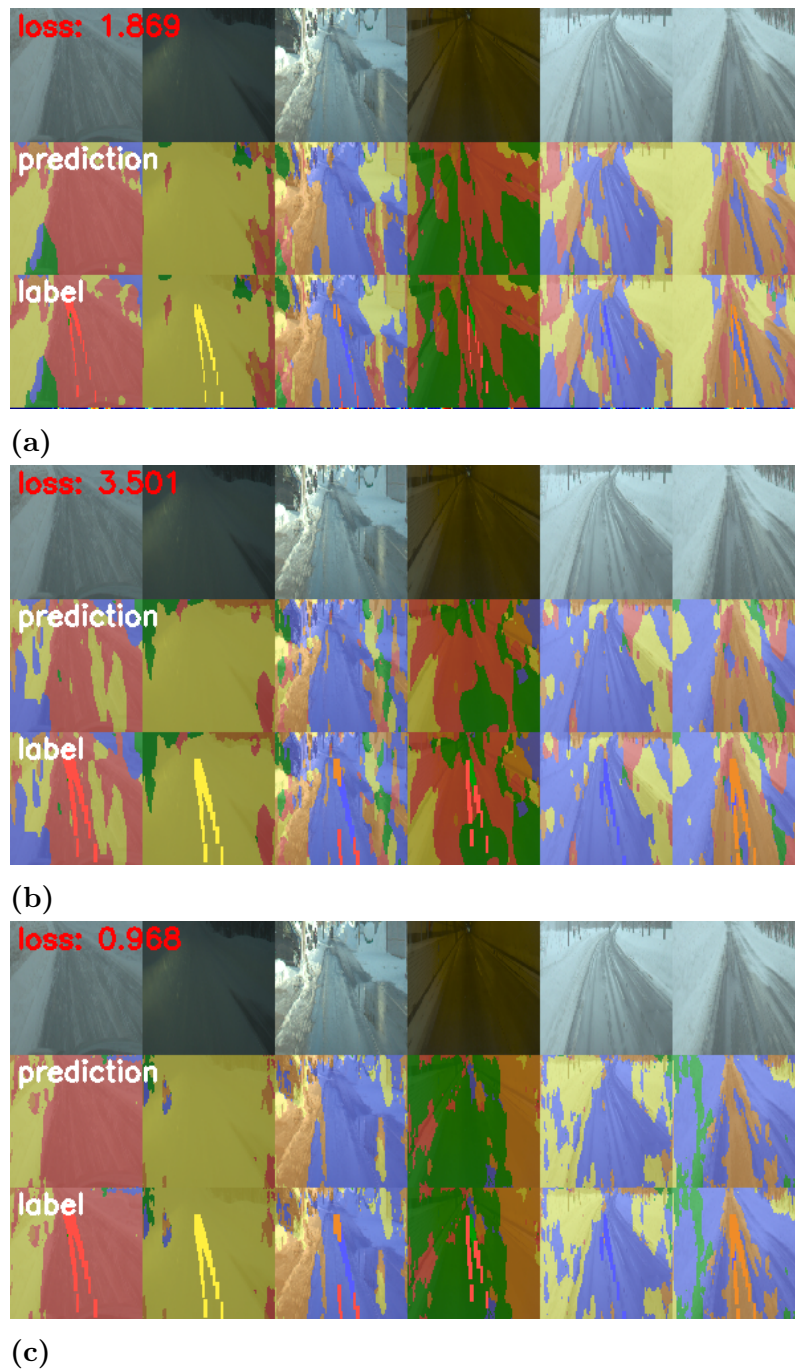 loss: 1.869
prediction
label
(a)
loss: 3.501
prediction
label
(b)
loss: 0.968
prediction
label
(c)